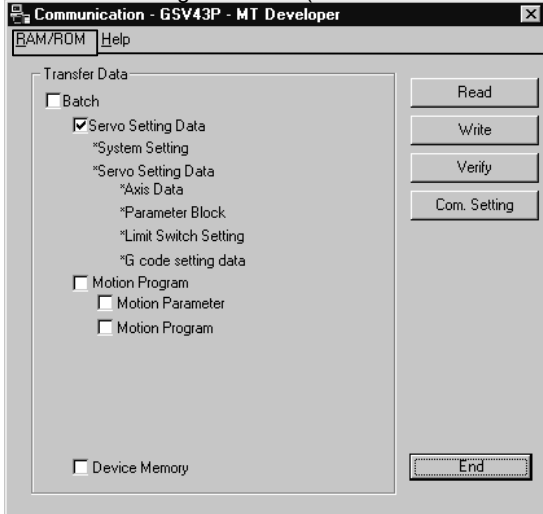 Communication - GSV43P - MT Developer
RAM/ROM Help
Transfer Data
Batch
Servo Setting Data
*System Setting
*Servo Setting Data
*Axis Data
*Parameter Block
*Limit Switch Setting
*G code setting data
Motion Program
Motion Parameter
Motion Program
Device Memory
Read
Write
Verify
Com. Setting
End